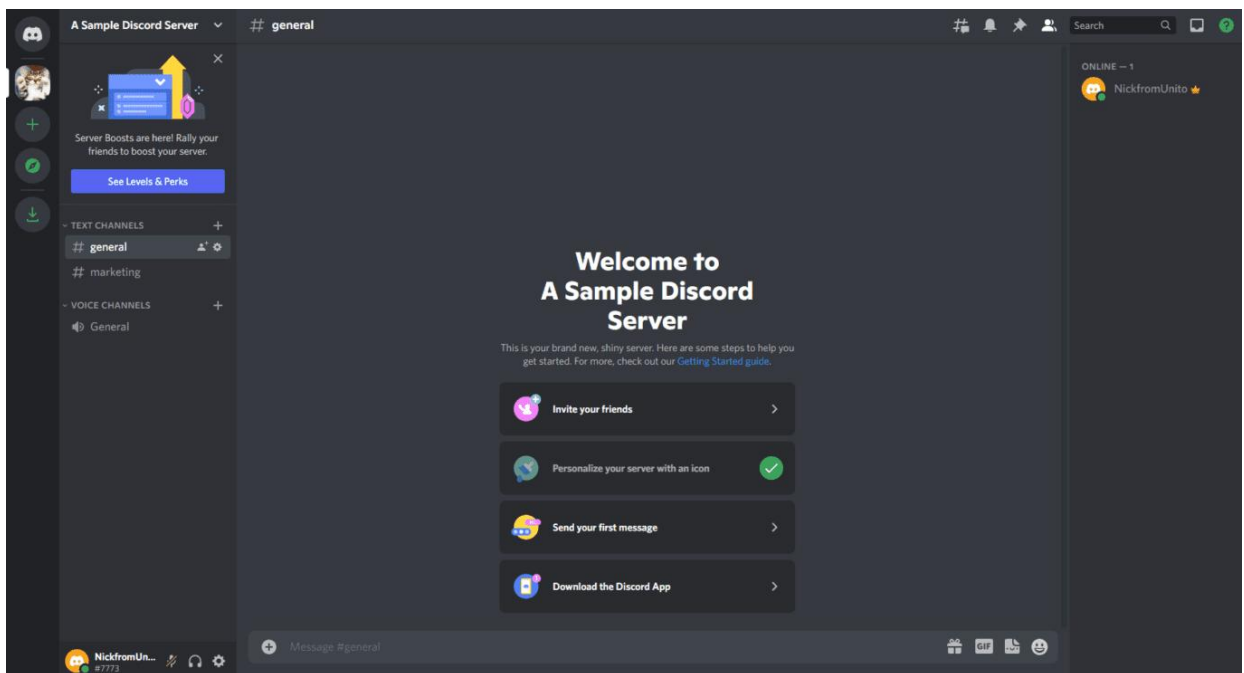 A Sample Discord Server
general
Search
Server Boosts are here! Rally your
friends to boost your server.
See Levels & Perks
TEXT CHANNELS
general
marketing
VOICE CHANNELS
General
NickfromUn...
#7773
Welcome to
A Sample Discord
Server
This is your brand new, shiny server. Here are some steps to help you
get started. For more, check out our Getting Started guide.
Invite your friends
Personalize your server with an icon
Send your first message
Download the Discord App
Message #general
GIF
ONLINE — 1
NickfromUnito